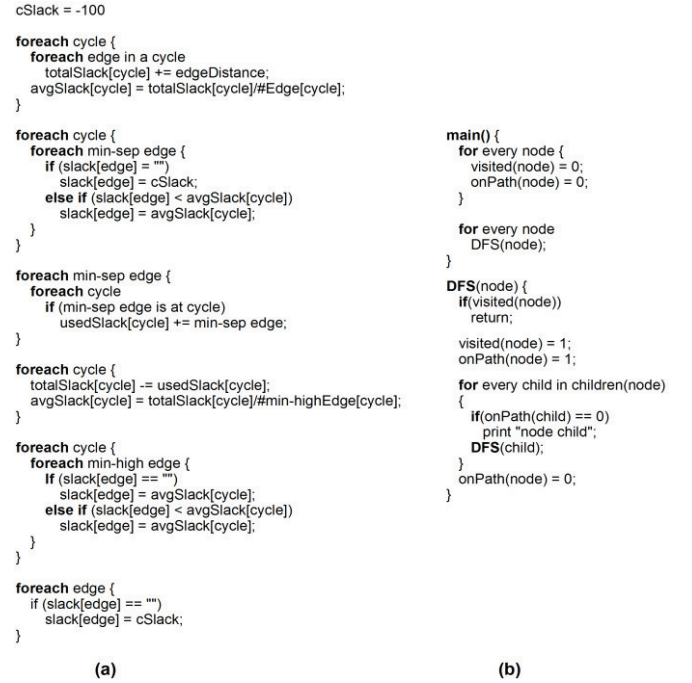 cSlack = -100
foreach cycle {
foreach edge in a cycle
totalSlack[cycle] += edgeDistance;
avgSlack[cycle] = totalSlack[cycle]/#Edge[cycle];
}
foreach cycle {
foreach min-sep edge {
if (slack[edge] = "")
slack[edge] = cSlack;
else if (slack[edge] < avgSlack[cycle])
slack[edge] = avgSlack[cycle];
}
}
foreach min-sep edge {
foreach cycle
if (min-sep edge is at cycle)
usedSlack[cycle] += min-sep edge;
}
foreach cycle {
totalSlack[cycle] -= usedSlack[cycle];
avgSlack[cycle] = totalSlack[cycle]/#min-highEdge[cycle];
}
foreach cycle {
foreach min-high edge {
If (slack[edge] == "")
slack[edge] = avgSlack[cycle];
else if (slack[edge] < avgSlack[cycle])
slack[edge] = avgSlack[cycle];
}
}
foreach edge {
if (slack[edge] == "")
slack[edge] = cSlack;
}
(a)
main() {
for every node {
visited(node) = 0;
onPath(node) = 0;
}
for every node
DFS(node);
}
DFS(node) {
if(visited(node))
return;
visited(node) = 1;
onPath(node) = 1;
for every child in children(node)
{
if(onPath(child) == 0)
print "node child";
DFS(child);
}
onPath(node) = 0;
}
(b)